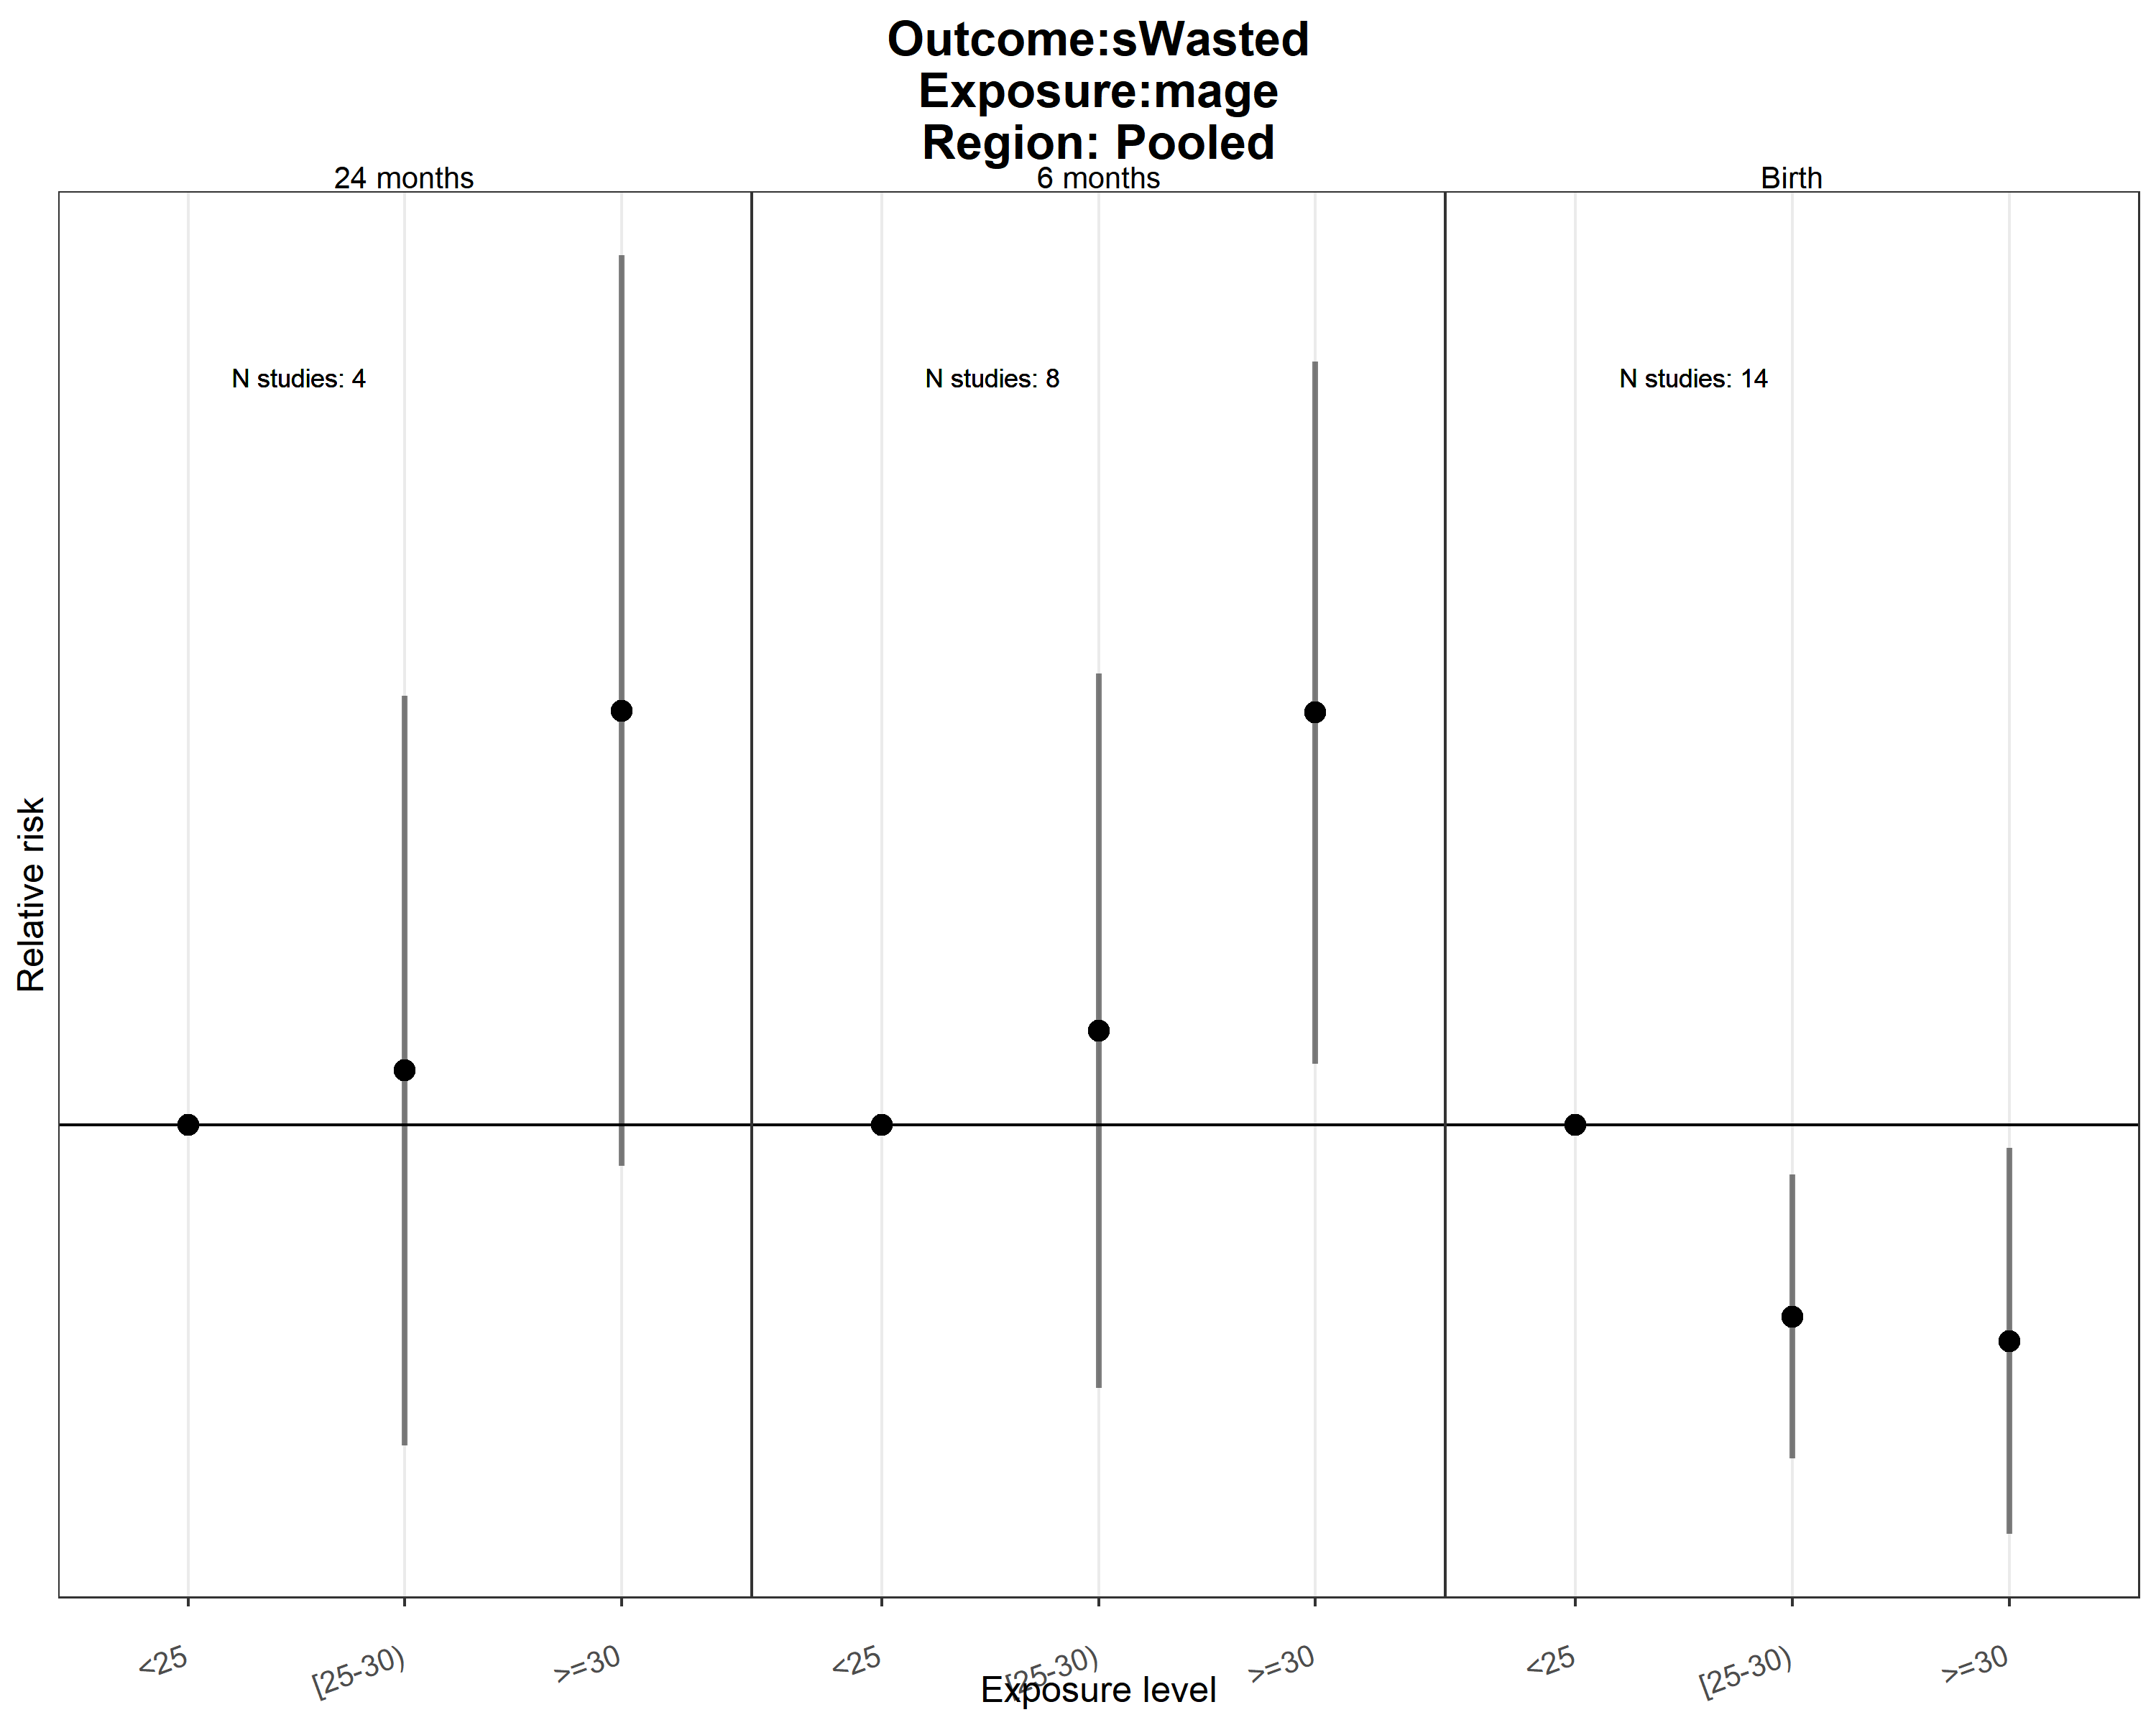 Outcome:sWasted
Exposure:mage
Region: Pooled
24 months
6 months
Birth
N studies: 4
N studies: 8
N studies: 14
Relative risk
<25
[25-30)
>=30
<25
[25-30)
>=30
<25
[25-30)
>=30
Exposure level